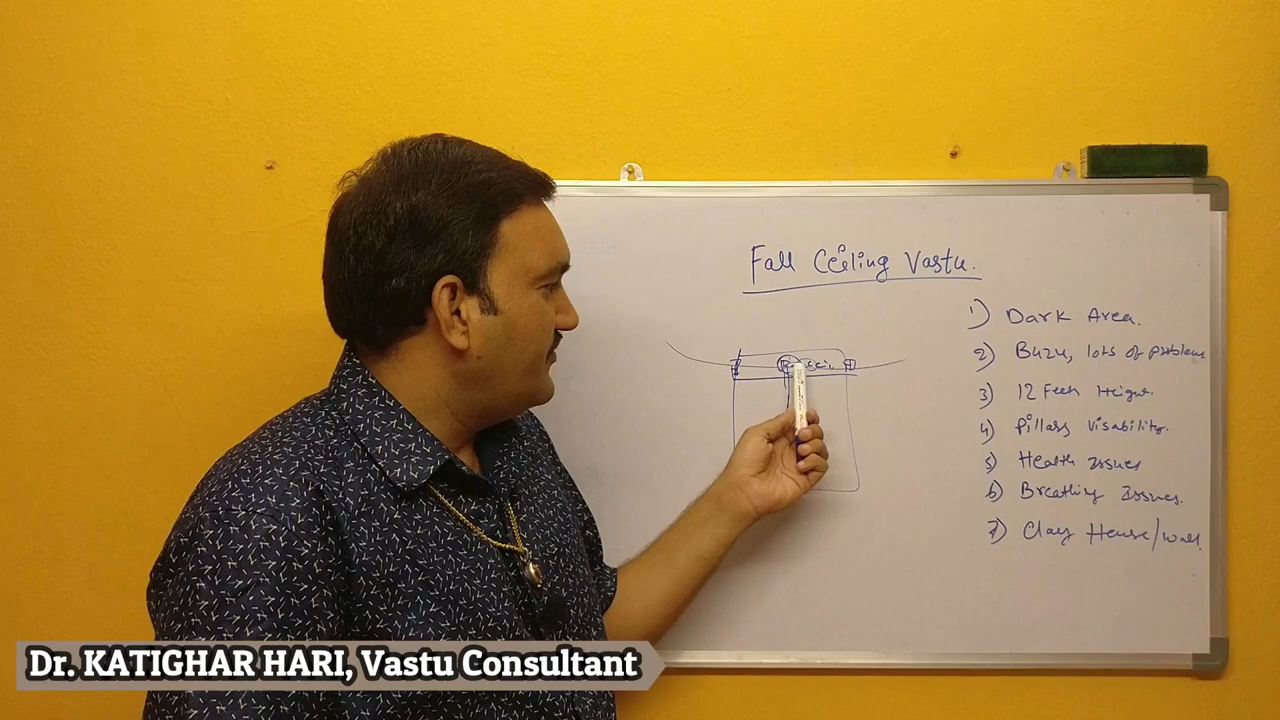 Fall Ceiling Vastu.
1) Dark Area.
2) Buzu, lots of problems
3) 12 Feet Height.
4) Pillars visability.
5) Health Issues
6) Breathing Issues.
7) Clay House/wall
Dr. KATIGHAR HARI, Vastu Consultant